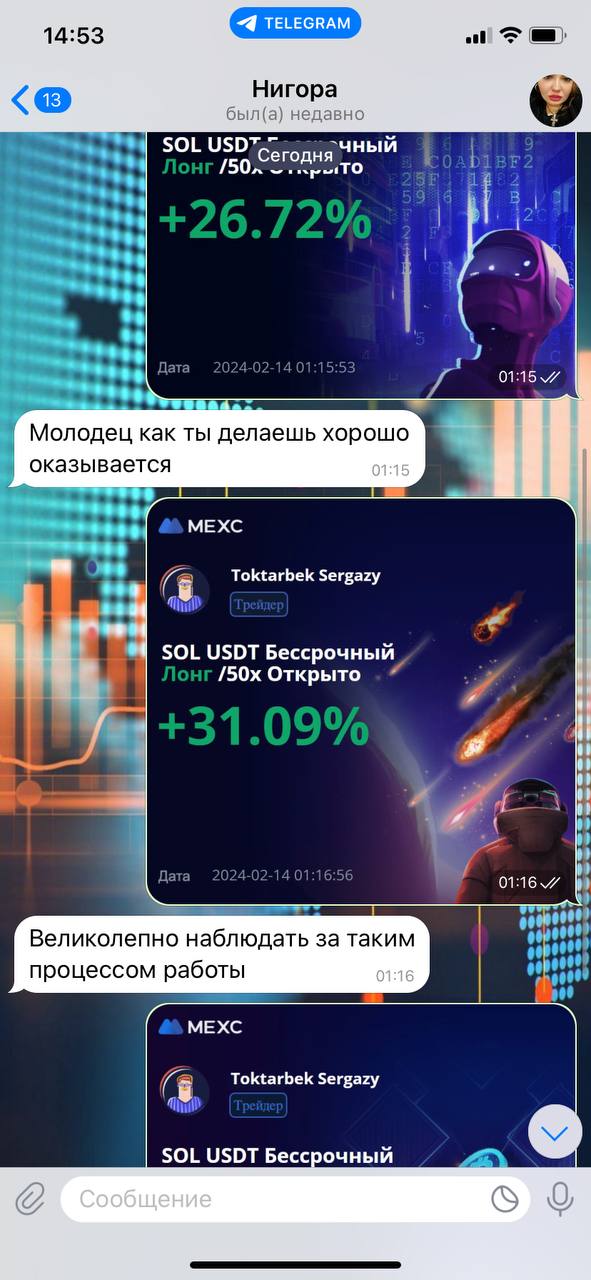 14:53
TELEGRAM
13
Нигора
был(а) недавно
SOL USDT Бессрочный
Сегодня
Лонг /50x Открыто
+26.72%
Дата 2024-02-14 01:15:53
01:15
Молодец как ты делаешь хорошо
оказывается
01:15
MEXC
Toktarbek Sergazy
Трейдер
SOL USDT Бессрочный
Лонг /50x Открыто
+31.09%
Дата 2024-02-14 01:16:56
01:16
Великолепно наблюдать за таким
процессом работы
01:16
MEXC
Toktarbek Sergazy
Трейдер
SOL USDT Бессрочный
Сообщение